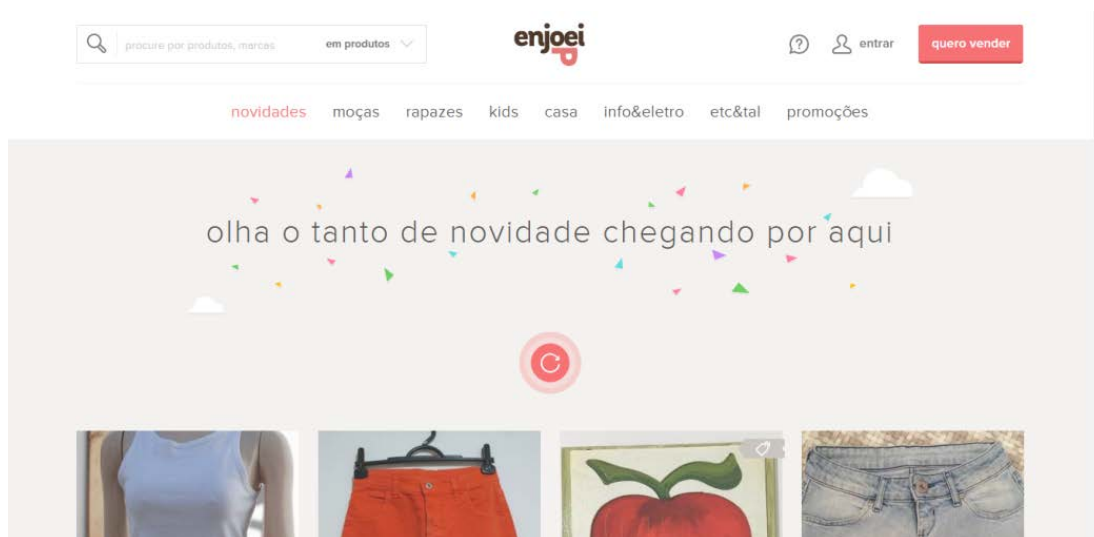 procure por produtos, marcas
em produtos
enjoei
entrar
quero vender
novidades moças rapazes kids casa info&eletro etc&tal promoções
olha o tanto de novidade chegando por aqui